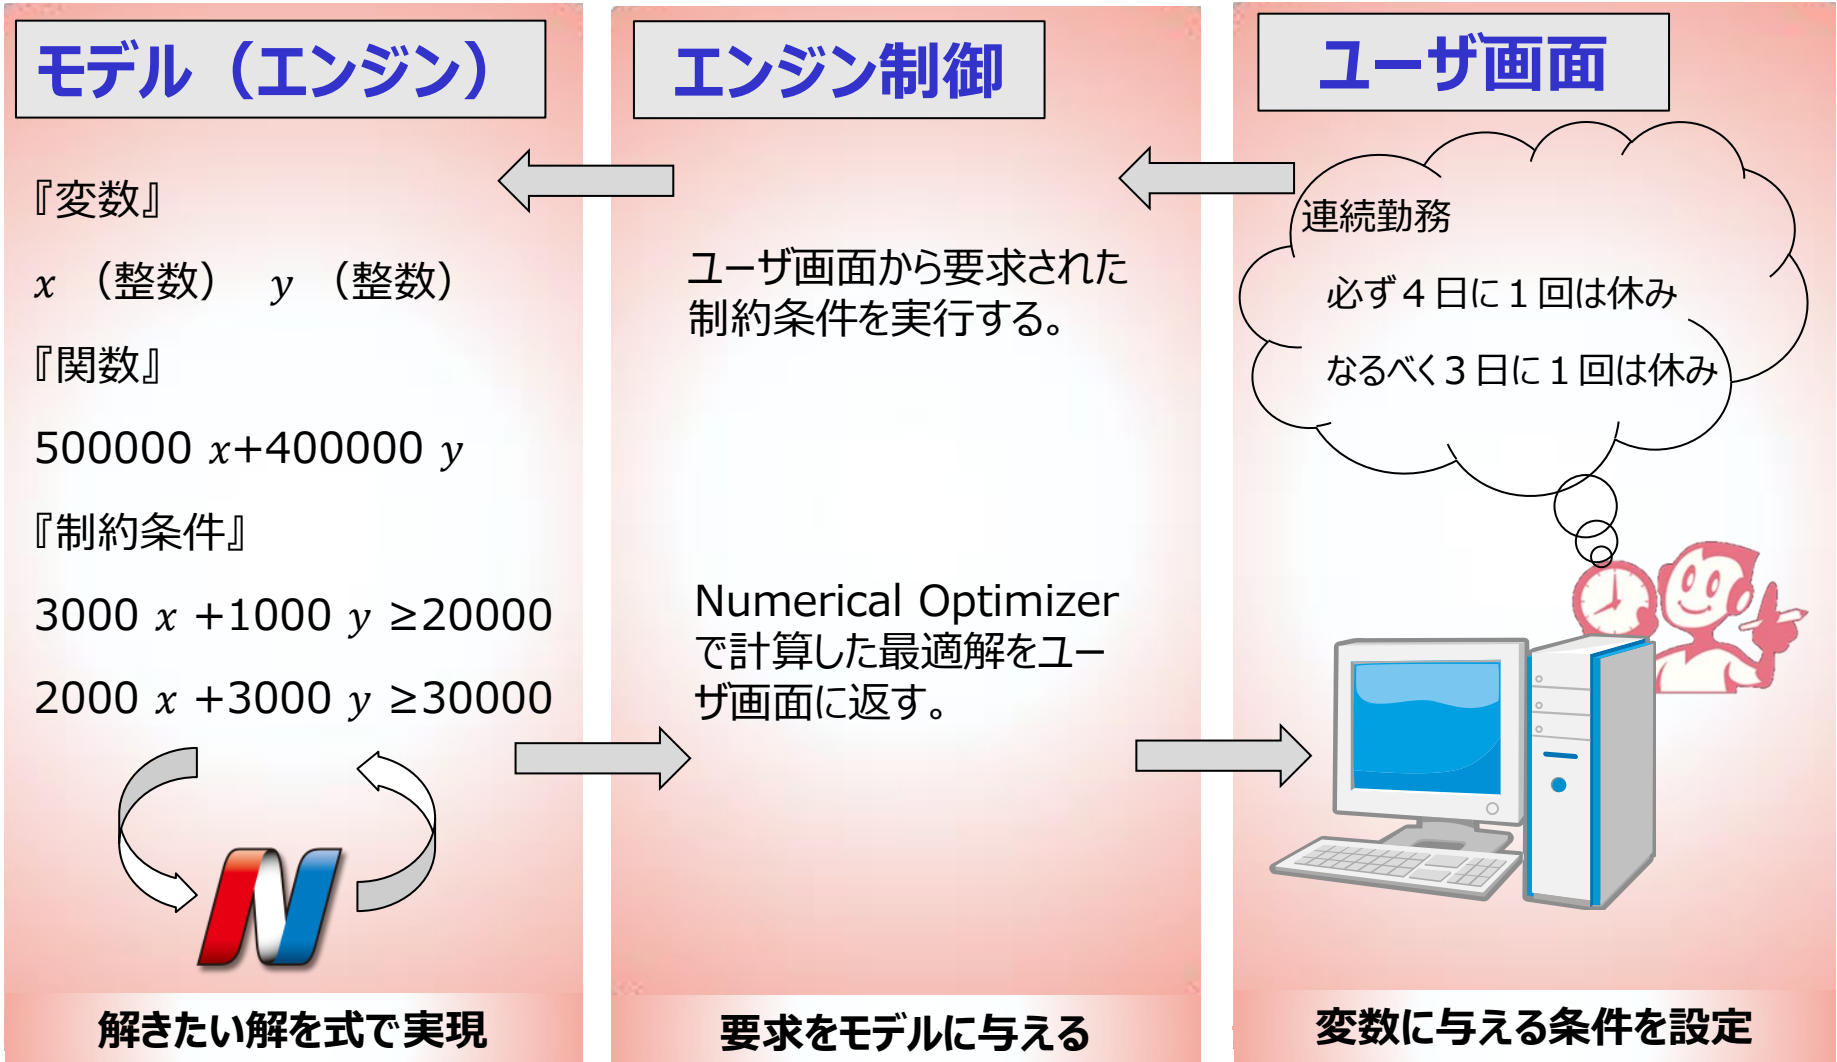 モデル（エンジン）
『変数』
x （整数） y （整数）
『関数』
500000 x+400000 y
『制約条件』
3000 x +1000 y ≥20000
2000 x +3000 y ≥30000
解きたい解を式で実現
エンジン制御
ユーザ画面から要求された
制約条件を実行する。
Numerical Optimizer
で計算した最適解をユー
ザ画面に返す。
要求をモデルに与える
ユーザ画面
連続勤務
必ず４日に１回は休み
なるべく３日に１回は休み
変数に与える条件を設定